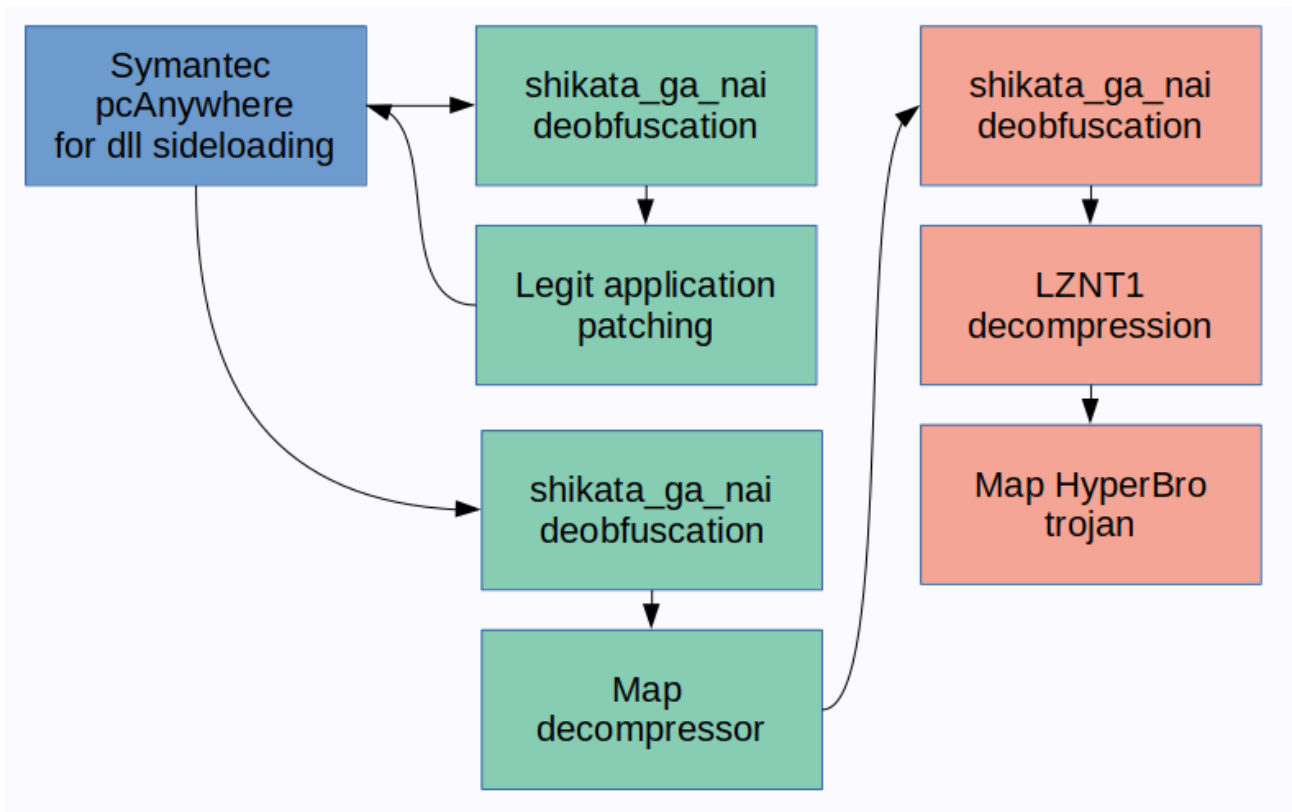 Symantec
pcAnywhere
for dll sideloading
shikata_ga_nai
deobfuscation
Legit application
patching
shikata_ga_nai
deobfuscation
Map
decompressor
shikata_ga_nai
deobfuscation
LZNT1
decompression
Map HyperBro
trojan